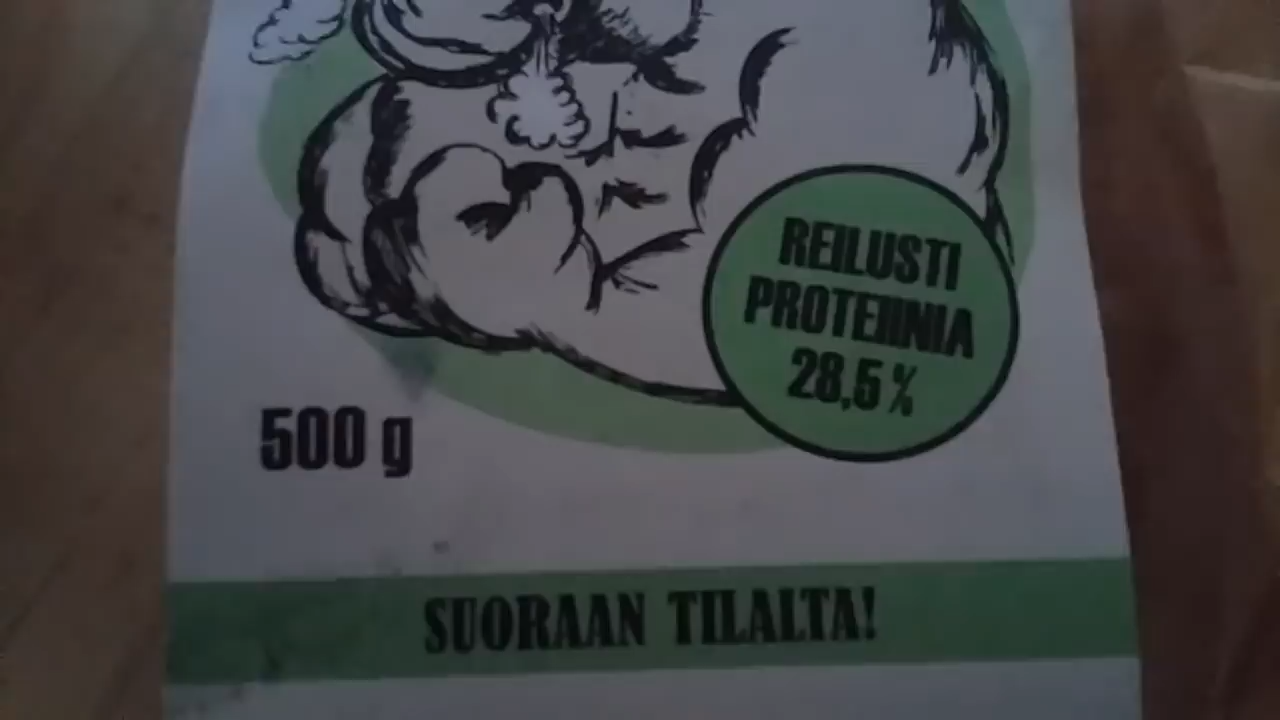 REILUSTI
PROTEIINIA
28,5 %
500 g
SUORAAN TILALTA!